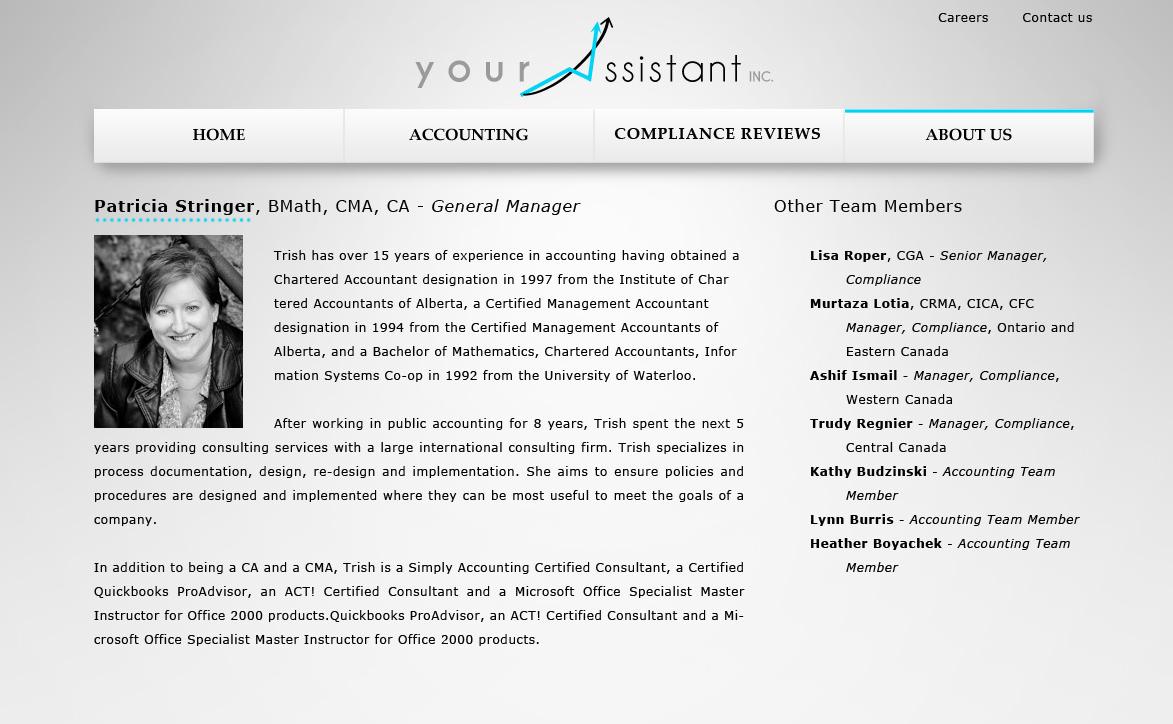 Careers Contact us
your ssistant INC.
HOME ACCOUNTING COMPLIANCE REVIEWS ABOUT US
Patricia Stringer, BMath, CMA, CA - General Manager
Trish has over 15 years of experience in accounting having obtained a
Chartered Accountant designation in 1997 from the Institute of Char
tered Accountants of Alberta, a Certified Management Accountant
designation in 1994 from the Certified Management Accountants of
Alberta, and a Bachelor of Mathematics, Chartered Accountants, Infor
mation Systems Co-op in 1992 from the University of Waterloo.
After working in public accounting for 8 years, Trish spent the next 5
years providing consulting services with a large international consulting firm. Trish specializes in
process documentation, design, re-design and implementation. She aims to ensure policies and
procedures are designed and implemented where they can be most useful to meet the goals of a
company.
In addition to being a CA and a CMA, Trish is a Simply Accounting Certified Consultant, a Certified
Quickbooks ProAdvisor, an ACT! Certified Consultant and a Microsoft Office Specialist Master
Instructor for Office 2000 products.Quickbooks ProAdvisor, an ACT! Certified Consultant and a Mi-
crosoft Office Specialist Master Instructor for Office 2000 products.
Other Team Members
Lisa Roper, CGA - Senior Manager,
Compliance
Murtaza Lotia, CRMA, CICA, CFC
Manager, Compliance, Ontario and
Eastern Canada
Ashif Ismail - Manager, Compliance,
Western Canada
Trudy Regnier - Manager, Compliance,
Central Canada
Kathy Budzinski - Accounting Team
Member
Lynn Burris - Accounting Team Member
Heather Boyachek - Accounting Team
Member